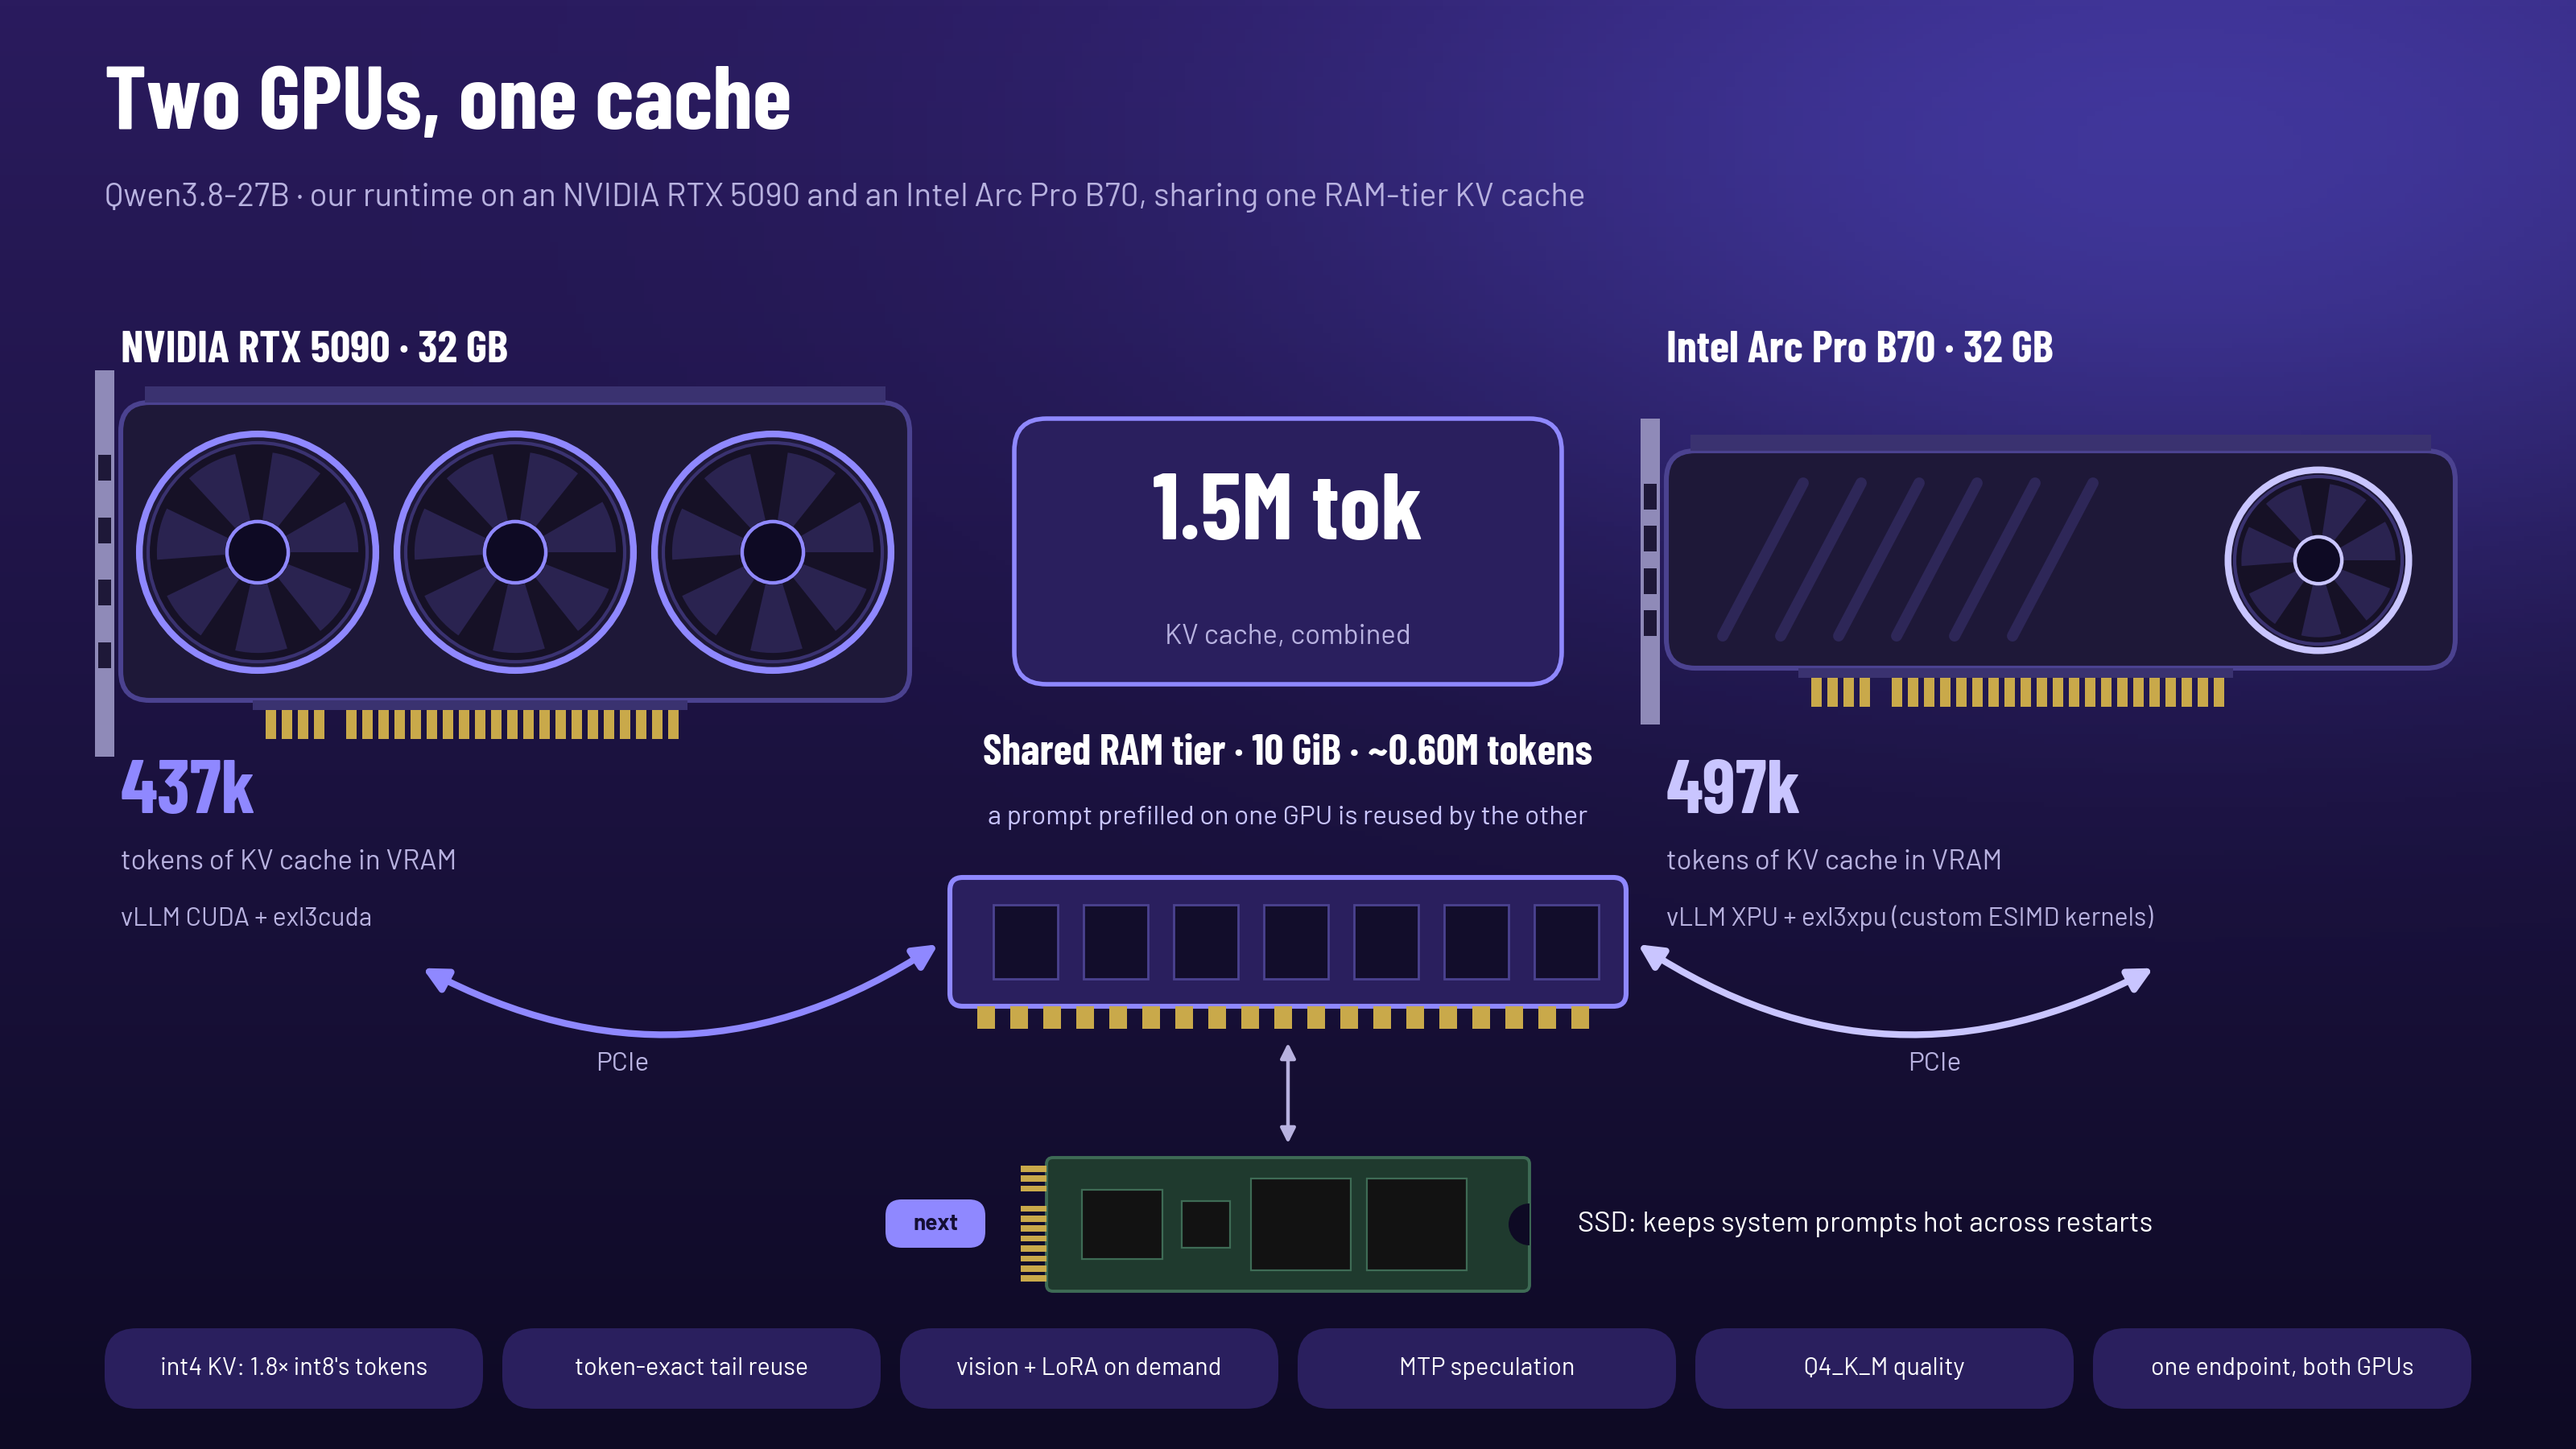 Two GPUs, one cache
Qwen3.8-27B · our runtime on an NVIDIA RTX 5090 and an Intel Arc Pro B70, sharing one RAM-tier KV cache
NVIDIA RTX 5090 · 32 GB
437k
tokens of KV cache in VRAM
vLLM CUDA + exl3cuda
PCIe
1.5M tok
KV cache, combined
Shared RAM tier · 10 GiB · ~0.60M tokens
a prompt prefilled on one GPU is reused by the other
Intel Arc Pro B70 · 32 GB
497k
tokens of KV cache in VRAM
vLLM XPU + exl3xpu (custom ESIMD kernels)
PCIe
next
SSD: keeps system prompts hot across restarts
int4 KV: 1.8× int8's tokens
token-exact tail reuse
vision + LoRA on demand
MTP speculation
Q4_K_M quality
one endpoint, both GPUs